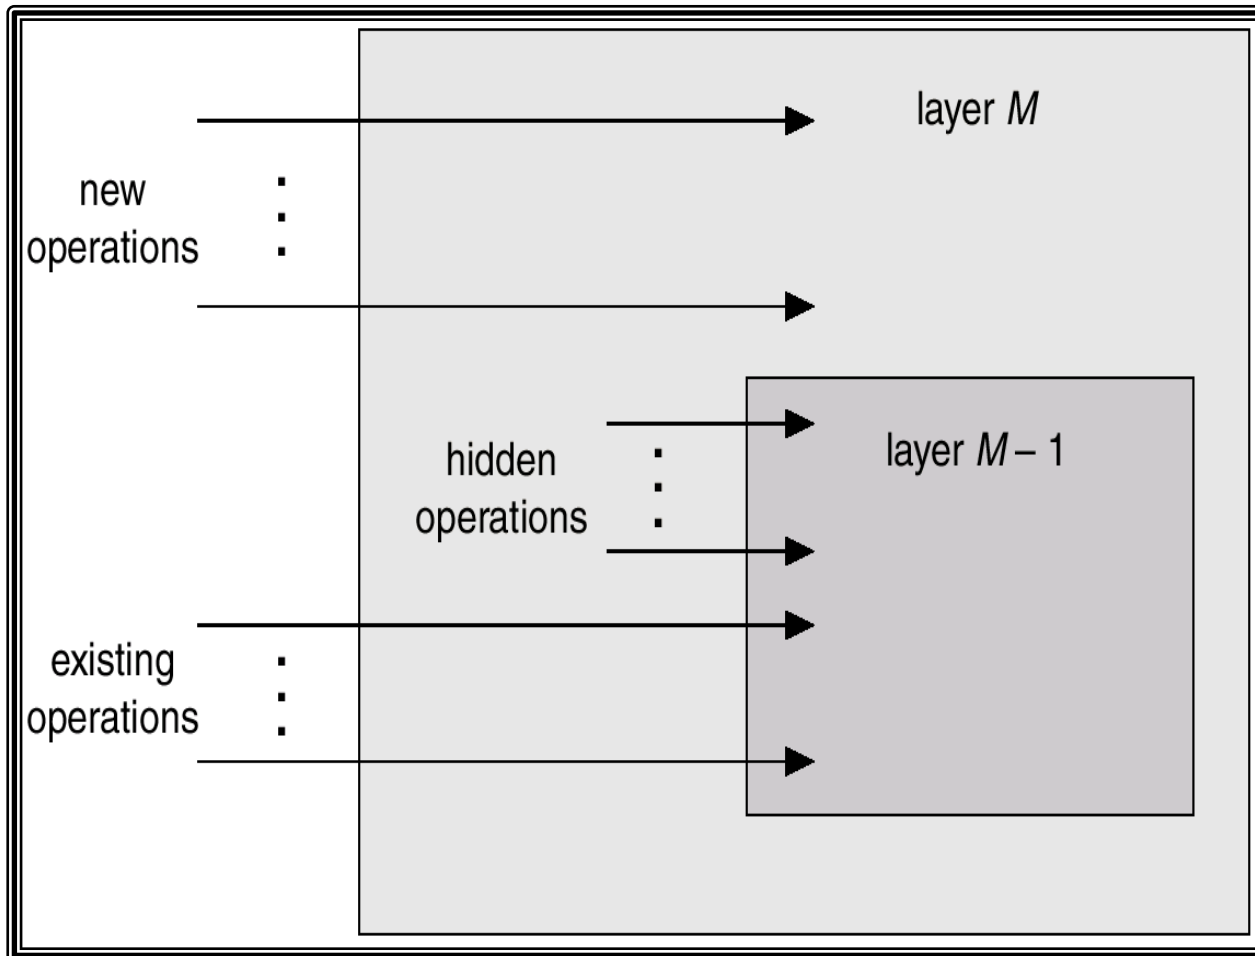 layer M
new
operations
hidden
operations
layer M – 1
existing
operations